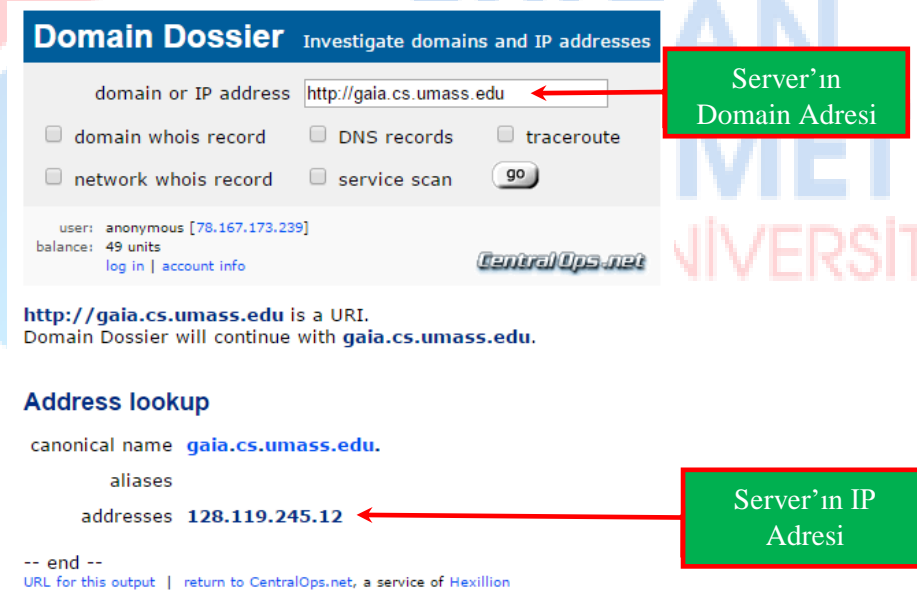 Domain Dossier Investigate domains and IP addresses
domain or IP address http://gaia.cs.umass.edu
Server’ın
Domain Adresi
domain whois record DNS records traceroute
network whois record service scan go
user: anonymous [78.167.173.239]
balance: 49 units
log in | account info
CentralOps.net
http://gaia.cs.umass.edu is a URI.
Domain Dossier will continue with gaia.cs.umass.edu.
Address lookup
canonical name gaia.cs.umass.edu.
aliases
addresses 128.119.245.12
Server’ın IP
Adresi
-- end --
URL for this output | return to CentralOps.net, a service of Hexillion